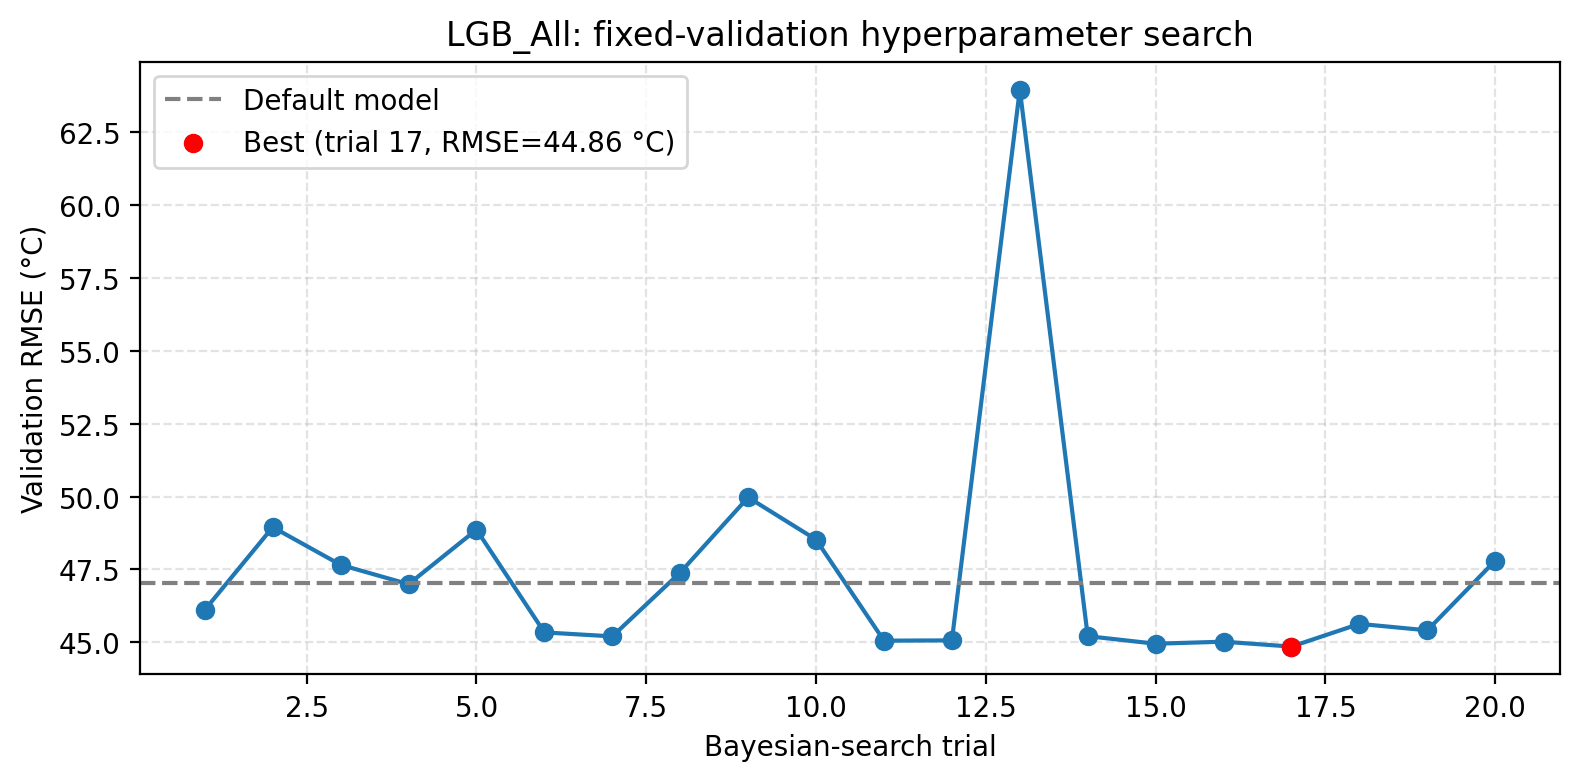 LGB_All: fixed-validation hyperparameter search
Default model
Best (trial 17, RMSE=44.86 °C)
Validation RMSE (°C)
62.5
60.0
57.5
55.0
52.5
50.0
47.5
45.0
2.5 5.0 7.5 10.0 12.5 15.0 17.5 20.0
Bayesian-search trial